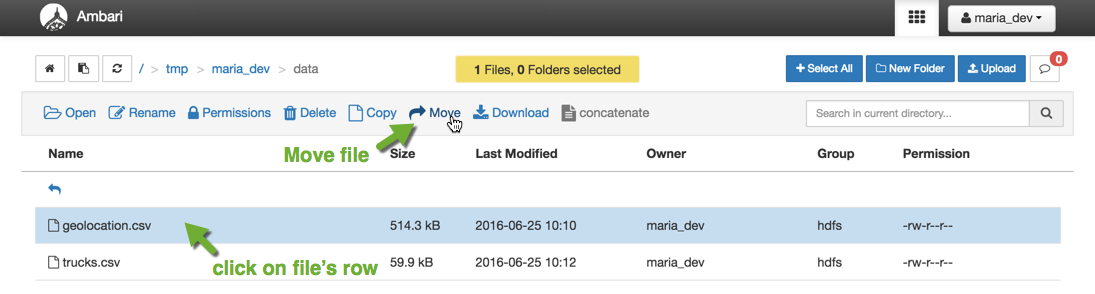 Ambari
maria_dev
/ > tmp > maria_dev > data
1 Files, 0 Folders selected
Select All
New Folder
Upload
0
Open Rename Permissions Delete Copy Move Download concatenate
Search in current directory...
Move file
Name Size Last Modified Owner Group Permission
geolocation.csv 514.3 kB 2016-06-25 10:10 maria_dev hdfs -rw-r--r--
click on file's row
trucks.csv 59.9 kB 2016-06-25 10:12 maria_dev hdfs -rw-r--r--